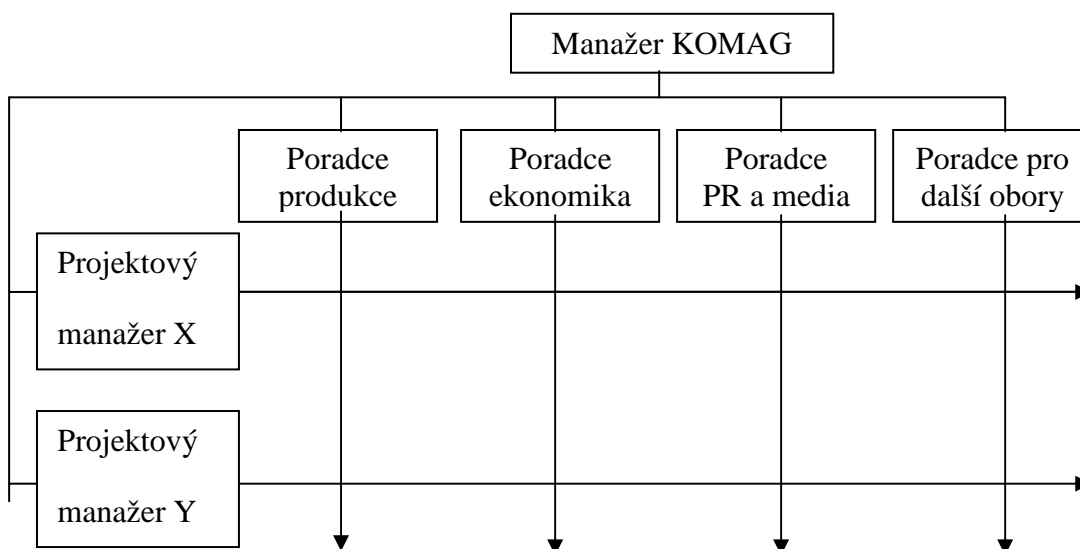 Manažer KOMAG
Poradce
produkce
Poradce
ekonomika
Poradce
PR a media
Poradce pro
další obory
Projektový
manažer X
Projektový
manažer Y